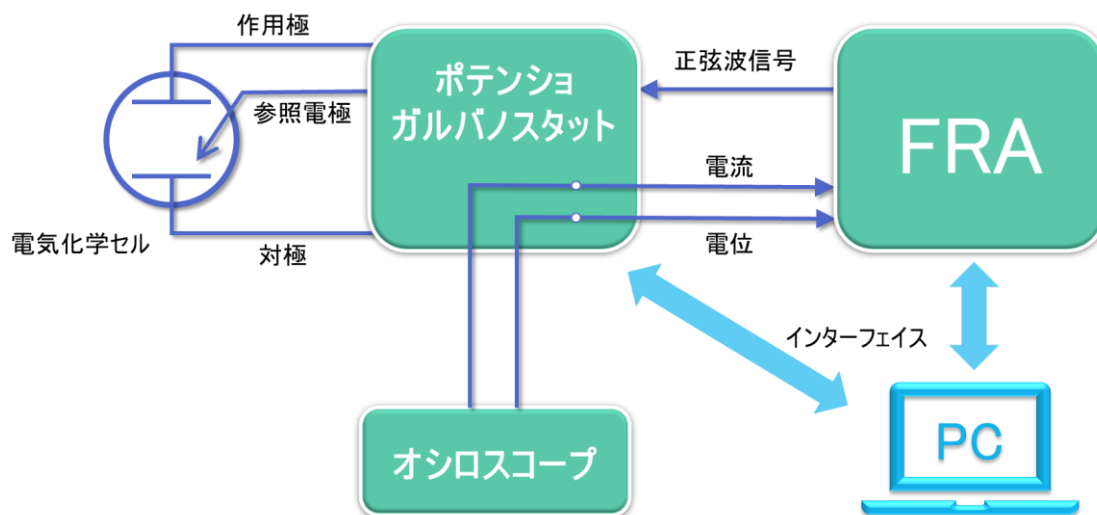 作用極
ポテンショ
ガルバノスタット
正弦波信号
FRA
参照電極
電流
電気化学セル
対極
電位
インターフェイス
オシロスコープ
PC